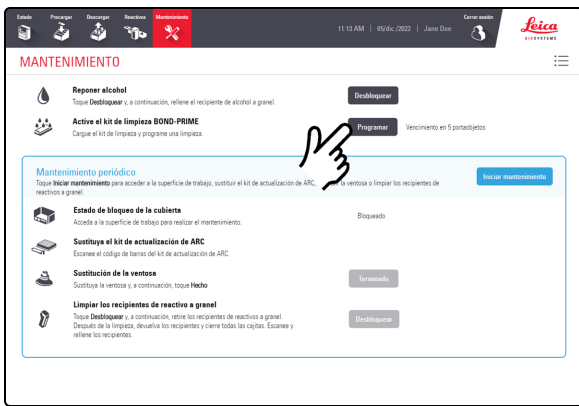 Estado Precargar Descargar Reactivos Mantenimiento 11:13 AM | 05/dic./2022 | Jane Doe Cerrar sesión Leica
BIOSYSTEMS
MANTENIMIENTO
Reponer alcohol
Toque Desbloquear y, a continuación, rellene el recipiente de alcohol a granel.
Desbloquear
Active el kit de limpieza BOND-PRIME
Cargue el kit de limpieza y programe una limpieza.
Programar Vencimiento en 5 portaobjetos
Mantenimiento periódico
Toque Iniciar mantenimiento para acceder a la superficie de trabajo, sustituir el kit de actualización de ARC, la ventosa o limpiar los recipientes de
reactivos a granel.
Iniciar mantenimiento
Estado de bloqueo de la cubierta
Acceda a la superficie de trabajo para realizar el mantenimiento.
Bloqueado
Sustituya el kit de actualización de ARC
Escanee el código de barras del kit de actualización de ARC.
Sustitución de la ventosa
Sustituya la ventosa y, a continuación, toque Hecho
Terminado
Limpiar los recipientes de reactivo a granel
Toque Desbloquear y, a continuación, retire los recipientes de reactivos a granel.
Después de la limpieza, devuelva los recipientes y cierre todas las cajitas. Escanee y
rellene los recipientes.
Desbloquear